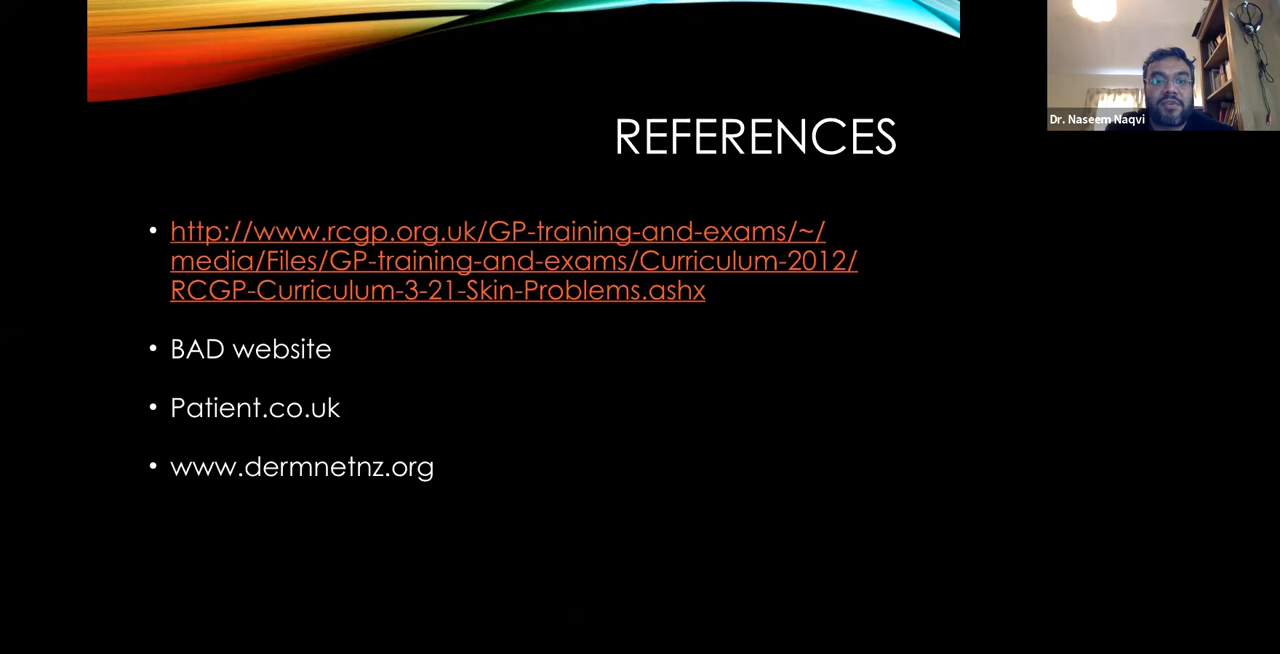 Dr. Naseem Naqvi
REFERENCES
• http://www.rcgp.org.uk/GP-training-and-exams/~/
media/Files/GP-training-and-exams/Curriculum-2012/
RCGP-Curriculum-3-21-Skin-Problems.ashx
• BAD website
• Patient.co.uk
• www.dermnetnz.org